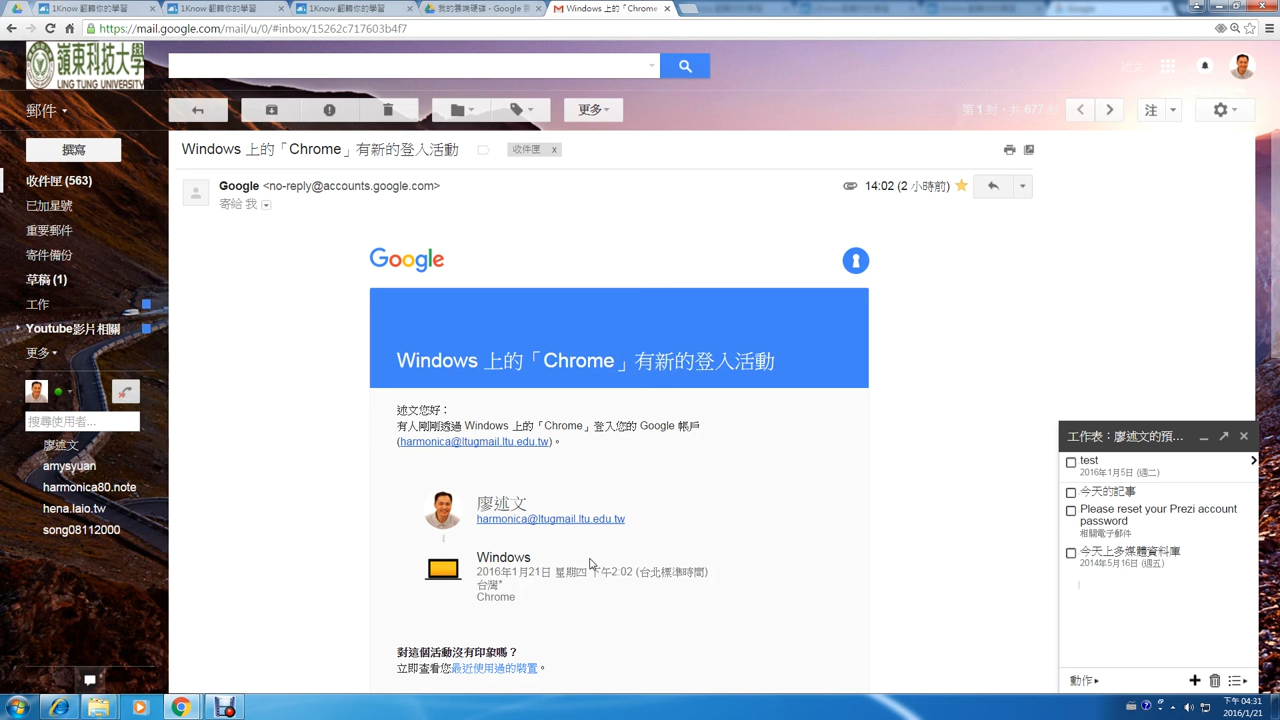 1Know 翻轉你的學習
1Know 翻轉你的學習
1Know 翻轉你的學習
我的雲端硬碟 - Google 雲
Windows 上的「Chrome」
https://mail.google.com/mail/u/0/#inbox/15262c717603b4f7
嶺東科技大學
LING TUNG UNIVERSITY
述文
郵件
更多
第 1 封，共 677 封
注
撰寫
收件匣 (563)
已加星號
重要郵件
寄件備份
草稿 (1)
工作
Youtube影片相關
更多
搜尋使用者...
廖述文
amysyuan
harmonica80.note
hena.laio.tw
song08112000
Windows 上的「Chrome」有新的登入活動
收件匣 x
Google <no-reply@accounts.google.com>
14:02 (2 小時前)
寄給 我
Google
Windows 上的「Chrome」有新的登入活動
述文您好：
有人剛剛透過 Windows 上的「Chrome」登入您的 Google 帳戶
(harmonica@ltugmail.ltu.edu.tw)。
廖述文
harmonica@ltugmail.ltu.edu.tw
Windows
2016年1月21日 星期四 下午2:02 (台北標準時間)
台灣*
Chrome
對這個活動沒有印象嗎？
立即查看您最近使用過的裝置。
工作表：廖述文的預...
test
2016年1月5日 (週二)
今天的記事
Please reset your Prezi account
password
相關電子郵件
今天上多媒體資料庫
2014年5月16日 (週五)
動作
下午 04:31
2016/1/21